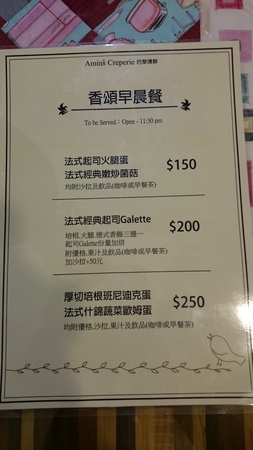 Amini Creperie 巴黎薄餅
香頌早晨餐
To be Served：Open - 11:30 pm
法式起司火腿蛋
法式經典嫩炒菌菇
$150
均附沙拉及飲品(咖啡或早餐茶)
法式經典起司Galette $200
培根.火腿.德式香腸三選一
起司Galette份量加倍
附優格.果汁及飲品(咖啡或早餐茶)
加沙拉+50元
厚切培根班尼迪克蛋
法式什錦蔬菜歐姆蛋
$250
均附優格.沙拉.果汁及飲品(咖啡或早餐茶)